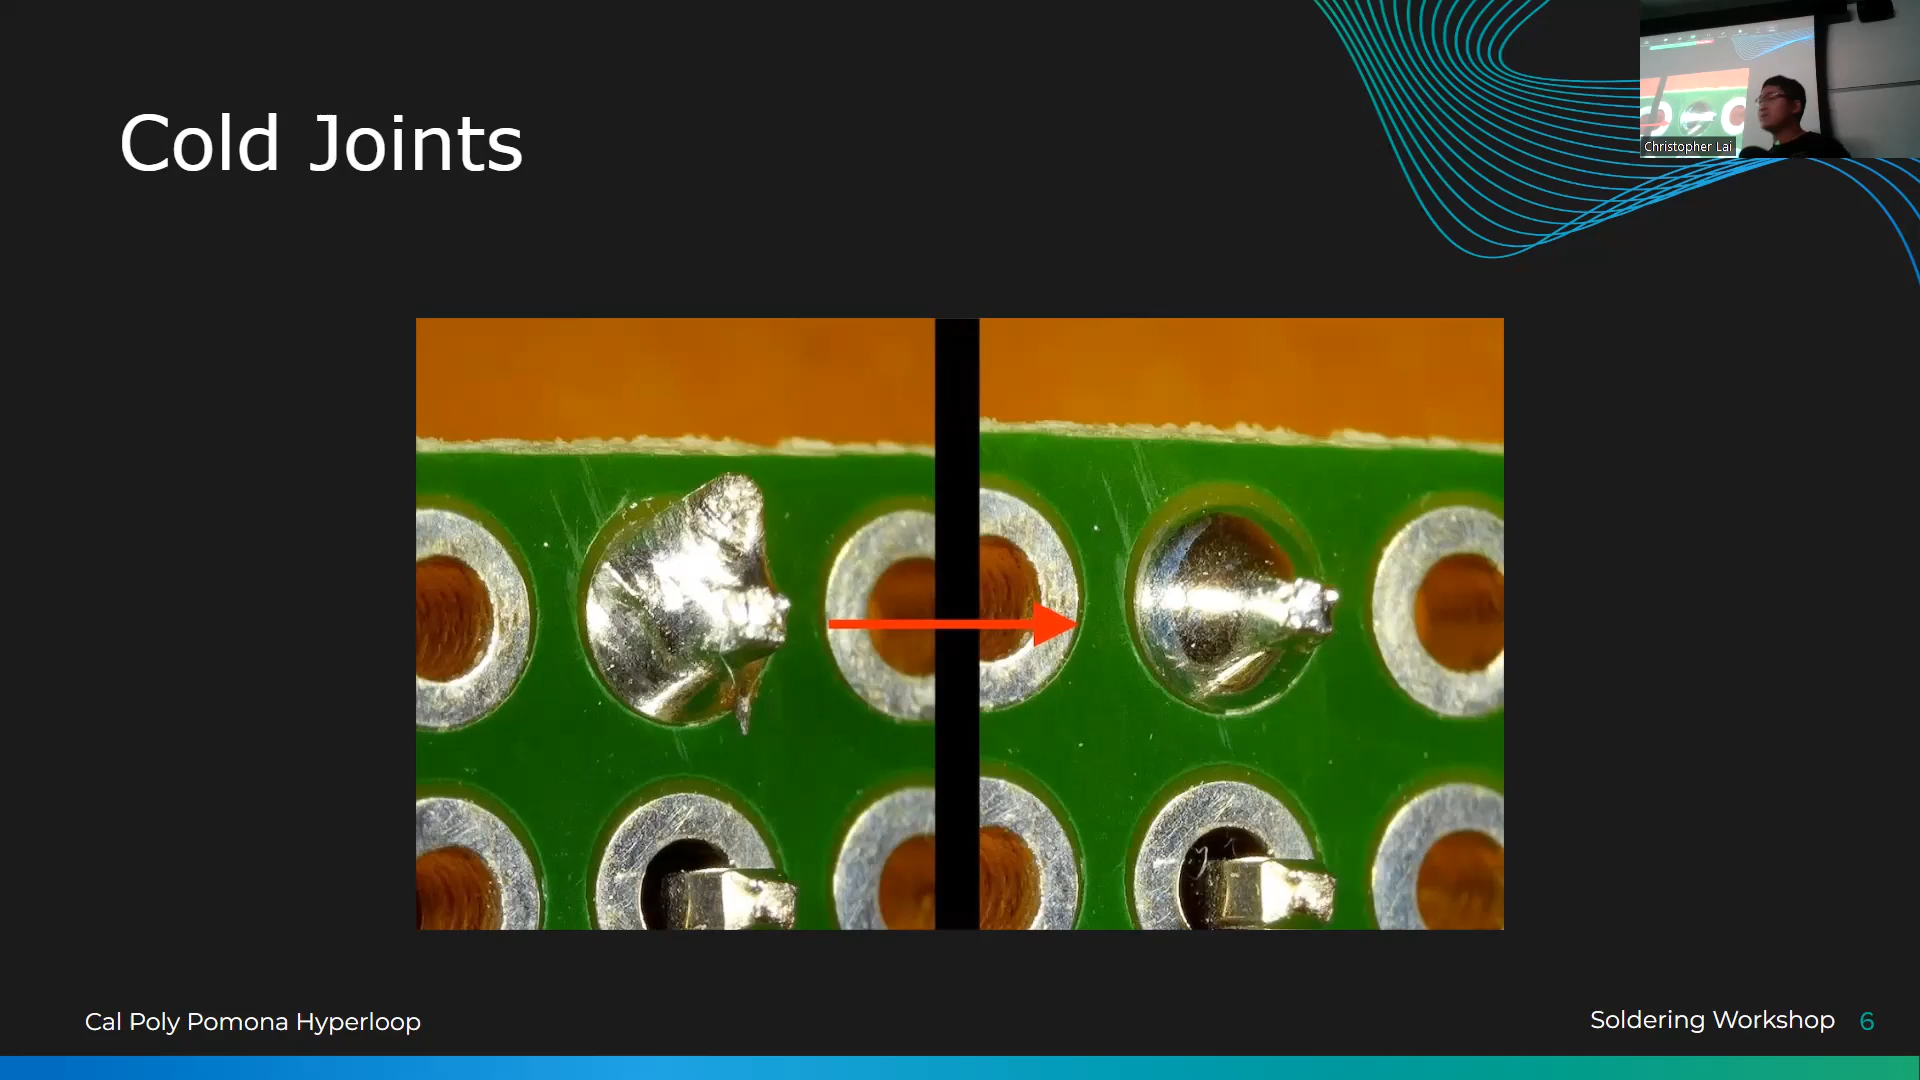 Cold Joints
Christopher Lai
Cal Poly Pomona Hyperloop
Soldering Workshop 6